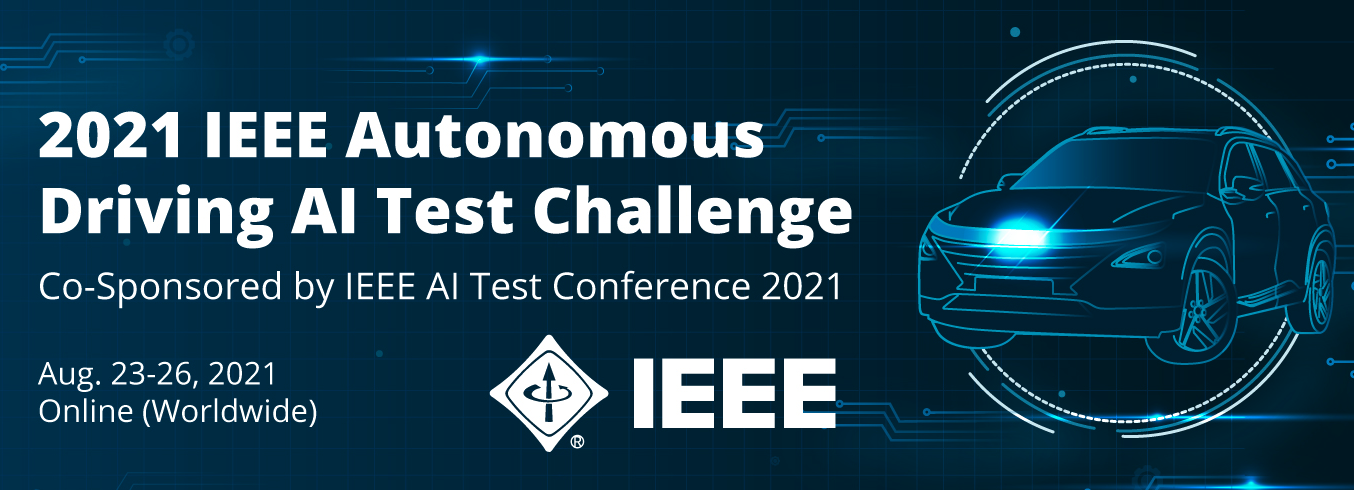 2021 IEEE Autonomous
Driving AI Test Challenge
Co-Sponsored by IEEE AI Test Conference 2021
Aug. 23-26, 2021
Online (Worldwide)
® IEEE